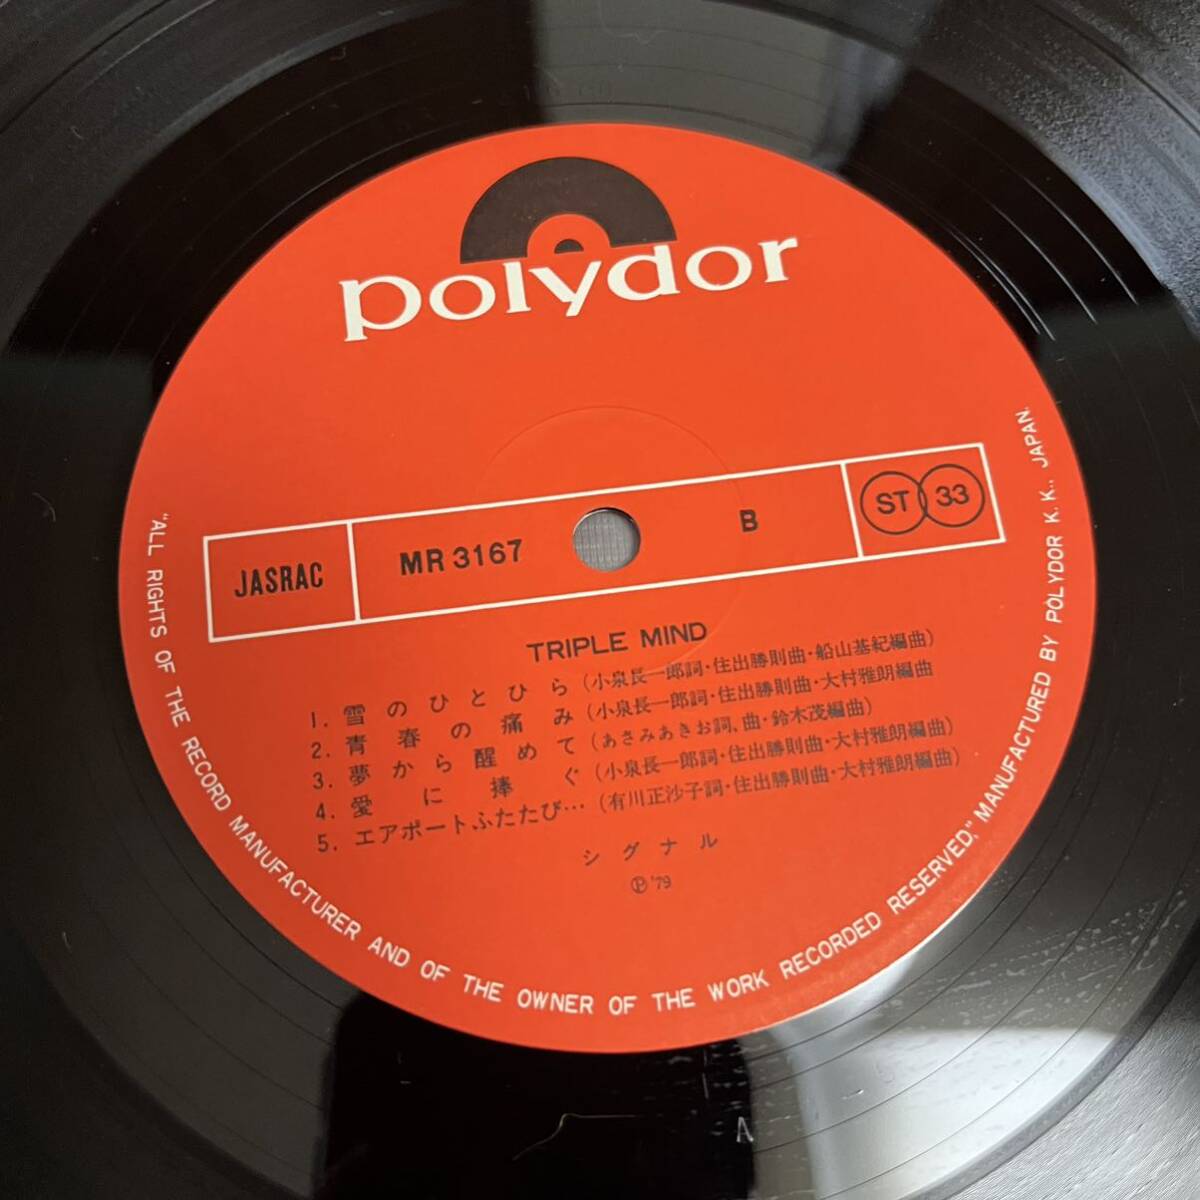 polydor
JASRAC MR 3167 B ST 33
TRIPLE MIND
1. 雪のひとひら (小泉長一郎詞・住出勝則曲・船山基紀編曲)
2. 青春の痛み (小泉長一郎詞・住出勝則曲・大村雅朗編曲
3. 夢から醒めて (あさみあきお詞、曲・鈴木茂編曲)
4. 愛に捧ぐ (小泉長一郎詞・住出勝則曲・大村雅朗編曲)
5. エアポートふたたび… (有川正沙子詞・住出勝則曲・大村雅朗編曲)
シグナル
Ⓟ '79
"ALL RIGHTS OF THE RECORD MANUFACTURER AND OF THE OWNER OF THE WORK RECORDED RESERVED," MANUFACTURED BY POLYDOR K.K., JAPAN.